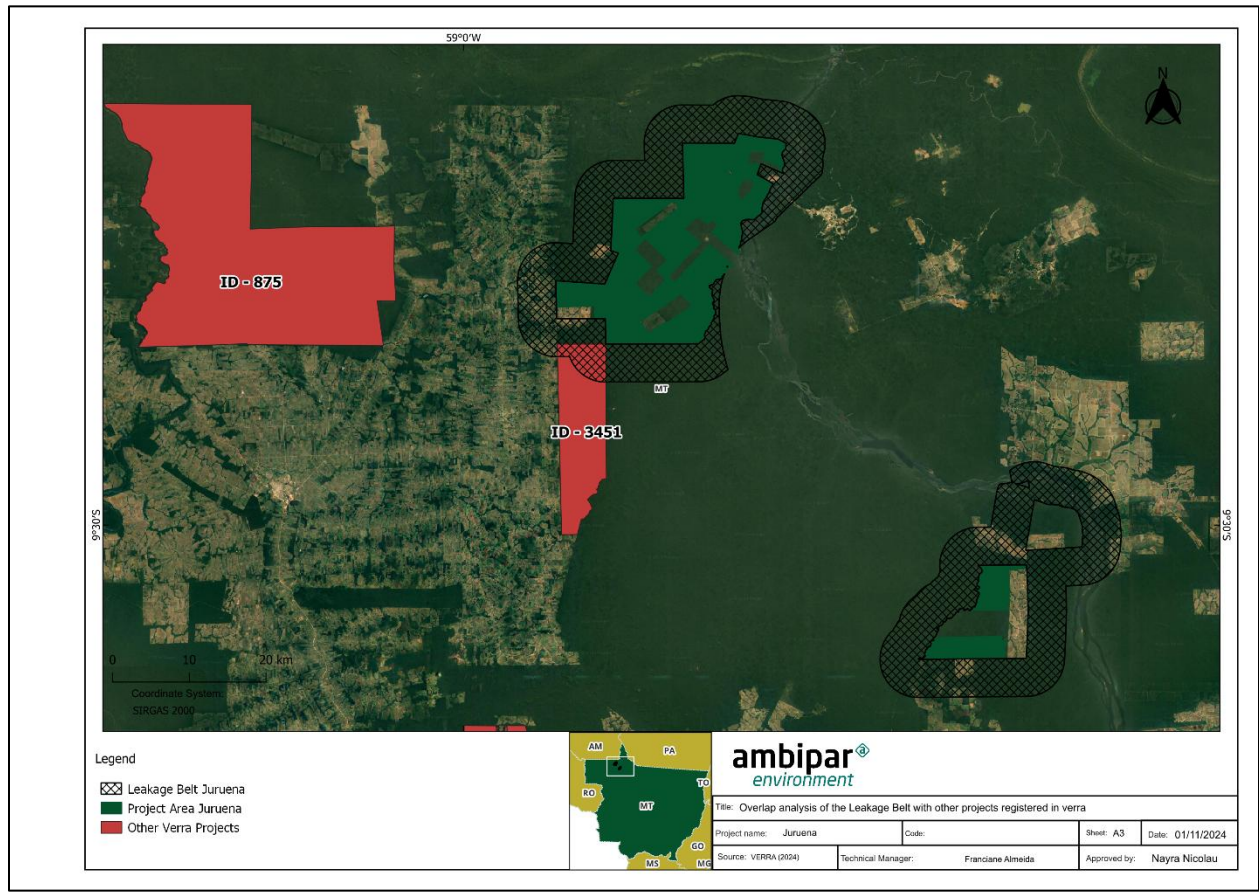 59°0'W
N
ID - 875
MT
ID - 3451
9°30'S
9°30'S
0 10 20 km
Coordinate System:
SIRGAS 2000
Legend
Leakage Belt Juruena
Project Area Juruena
Other Verra Projects
AM
PA
TO
RO
MT
GO
MS
MG
ambipar
environment
Title: Overlap analysis of the Leakage Belt with other projects registered in verra
Project name: Juruena
Code:
Sheet: A3
Date: 01/11/2024
Source: VERRA (2024)
Technical Manager: Franciane Almeida
Approved by: Nayra Nicolau